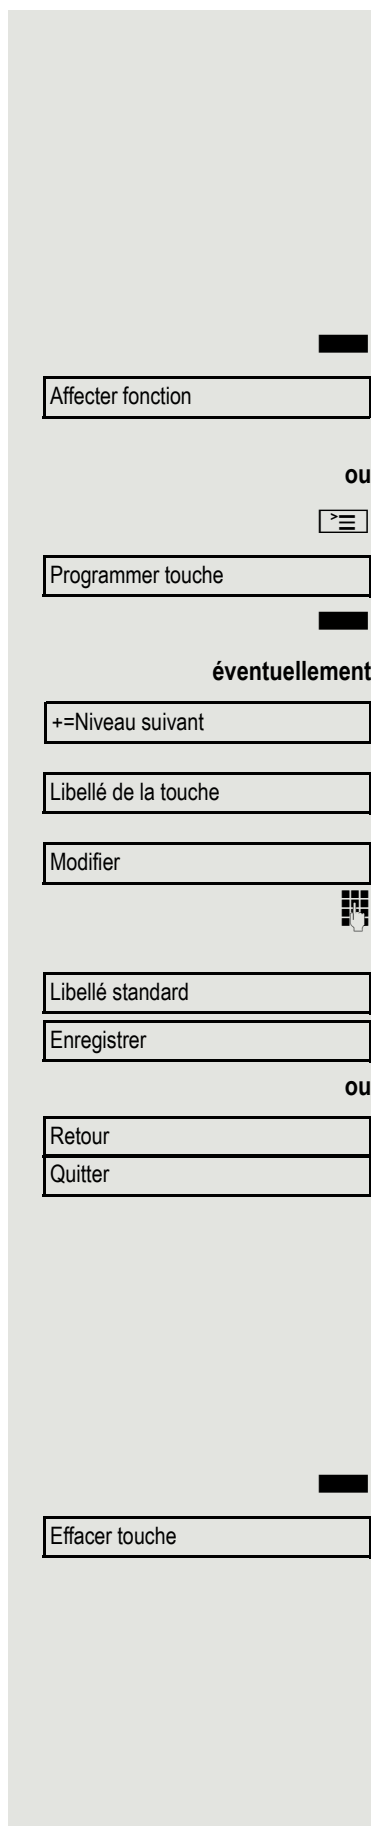 Affecter fonction
ou
Programmer touche
éventuellement
+=Niveau suivant
Libellé de la touche
Modifier
Libellé standard
Enregistrer
ou
Retour
Quitter
Effacer touche